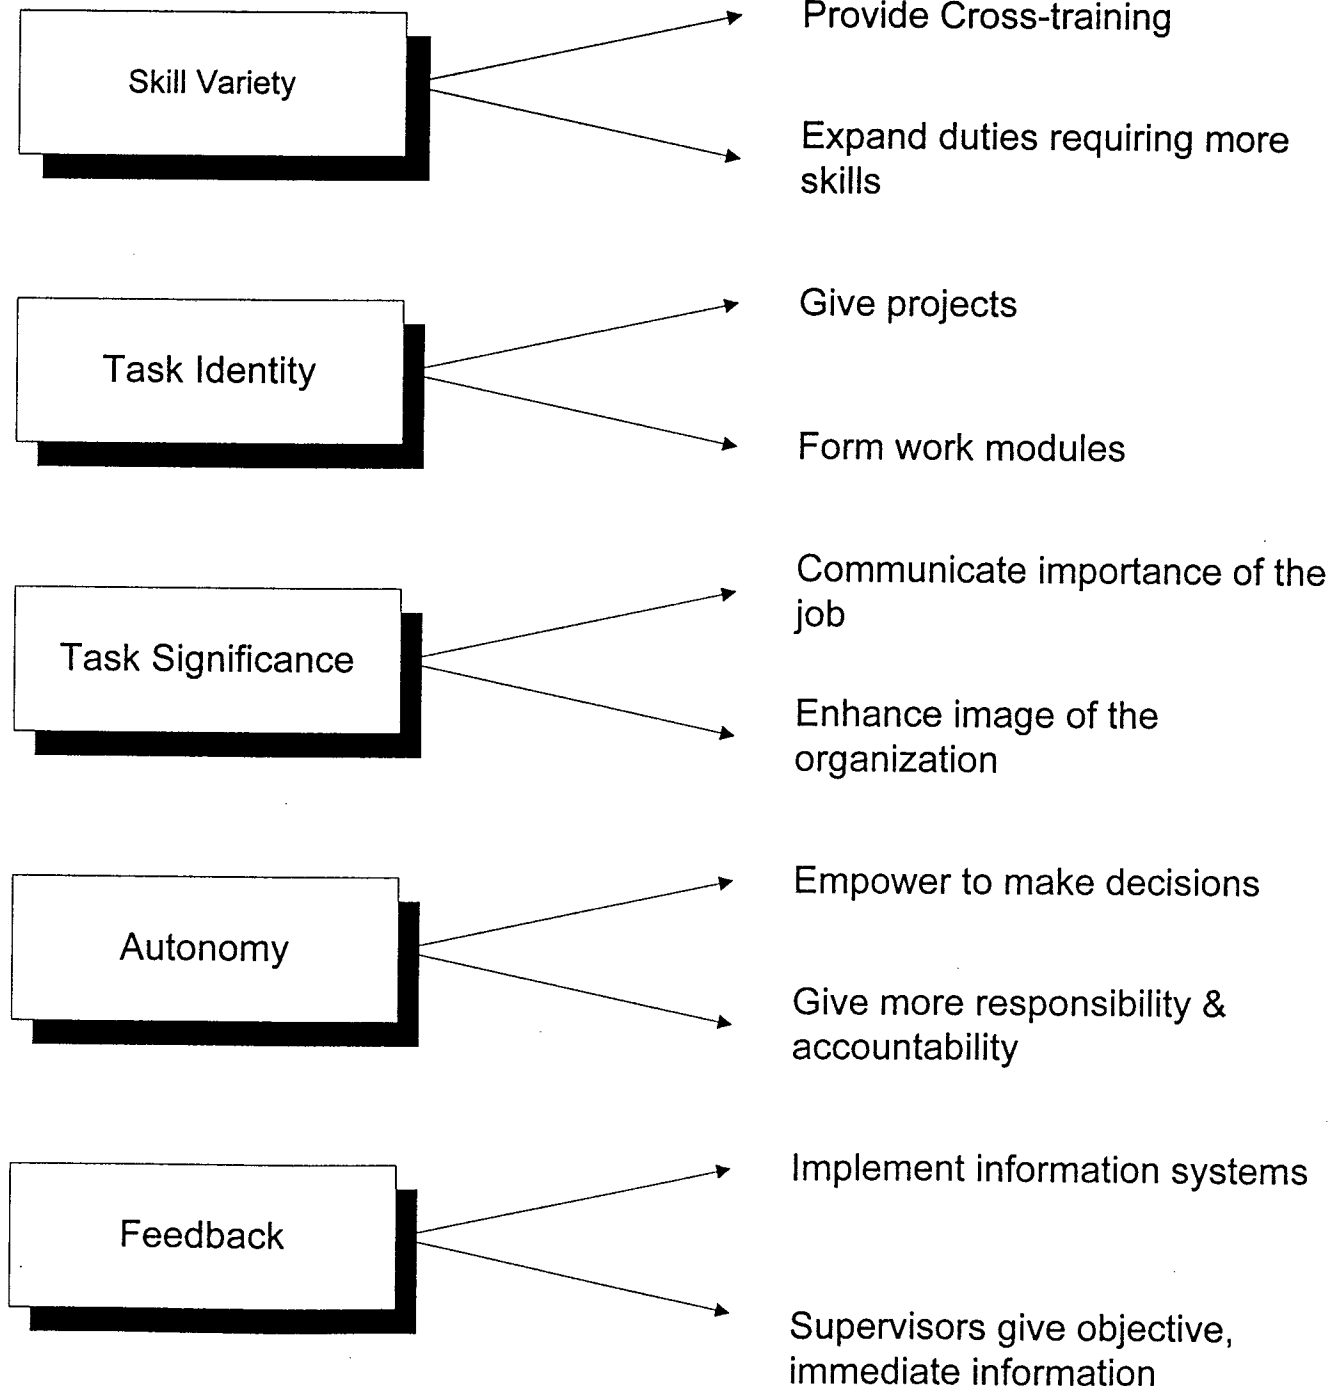 Skill Variety
Provide Cross-training
Expand duties requiring more
skills
Task Identity
Give projects
Form work modules
Task Significance
Communicate importance of the
job
Enhance image of the
organization
Autonomy
Empower to make decisions
Give more responsibility &
accountability
Feedback
Implement information systems
Supervisors give objective,
immediate information